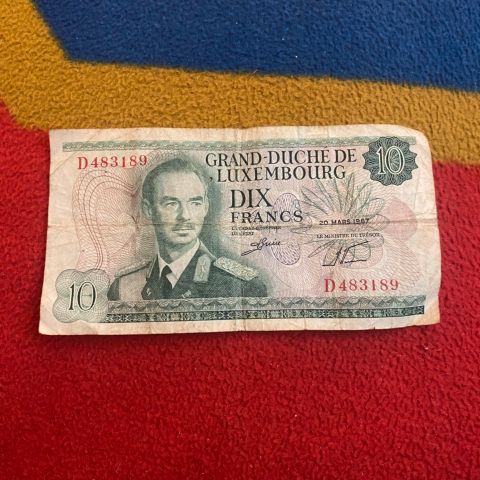 D483189
GRAND-DUCHÉ DE
LUXEMBOURG
10
DIX
FRANCS
20 MARS 1967
LE MINISTRE DU TRÉSOR
10
D483189